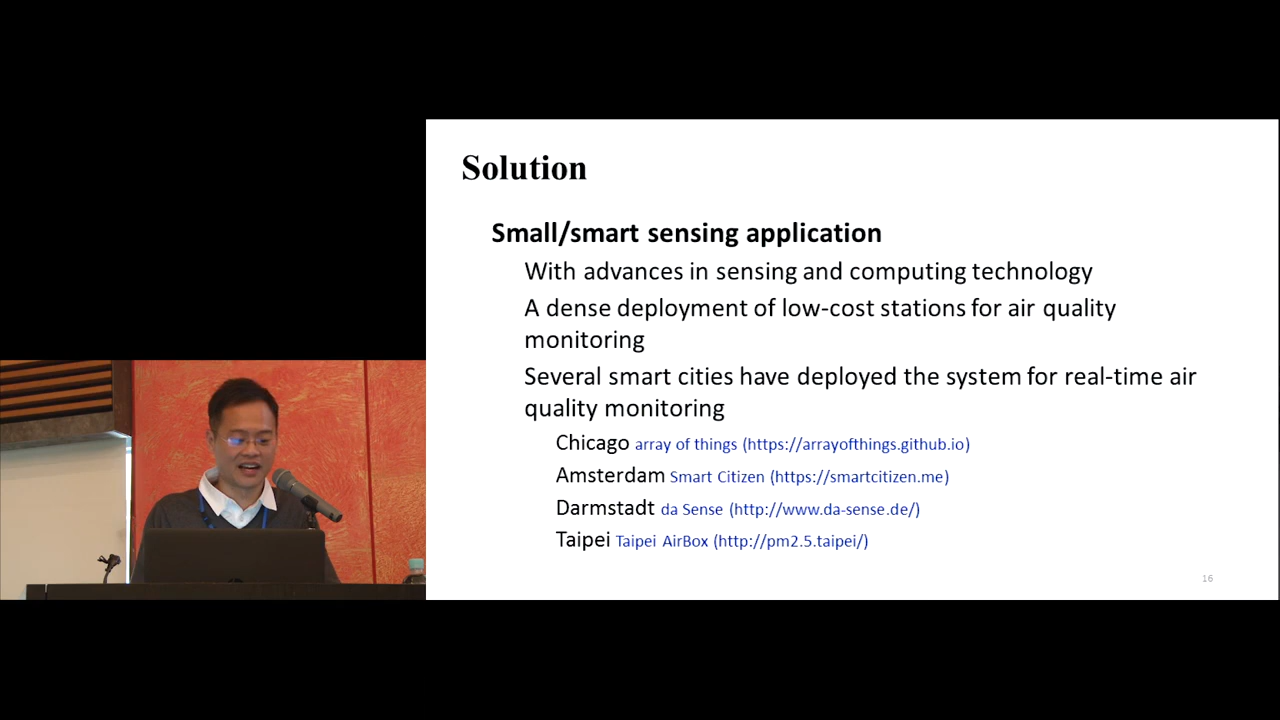 Solution
Small/smart sensing application
With advances in sensing and computing technology
A dense deployment of low-cost stations for air quality
monitoring
Several smart cities have deployed the system for real-time air
quality monitoring
Chicago array of things (https://arrayofthings.github.io)
Amsterdam Smart Citizen (https://smartcitizen.me)
Darmstadt da Sense (http://www.da-sense.de/)
Taipei Taipei AirBox (http://pm2.5.taipei/)
16